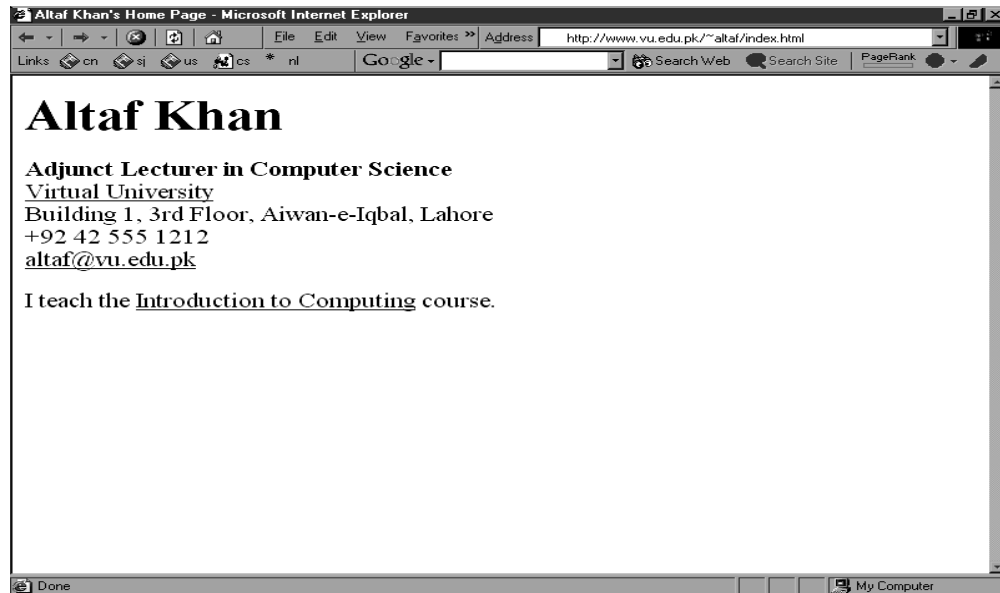 Altaf Khan's Home Page - Microsoft Internet Explorer
File Edit View Favorites » Address http://www.vu.edu.pk/~altaf/index.html
Links cn sj us cs * nl Google Search Web Search Site PageRank
Altaf Khan
Adjunct Lecturer in Computer Science
Virtual University
Building 1, 3rd Floor, Aiwan-e-Iqbal, Lahore
+92 42 555 1212
altaf@vu.edu.pk
I teach the Introduction to Computing course.
Done My Computer